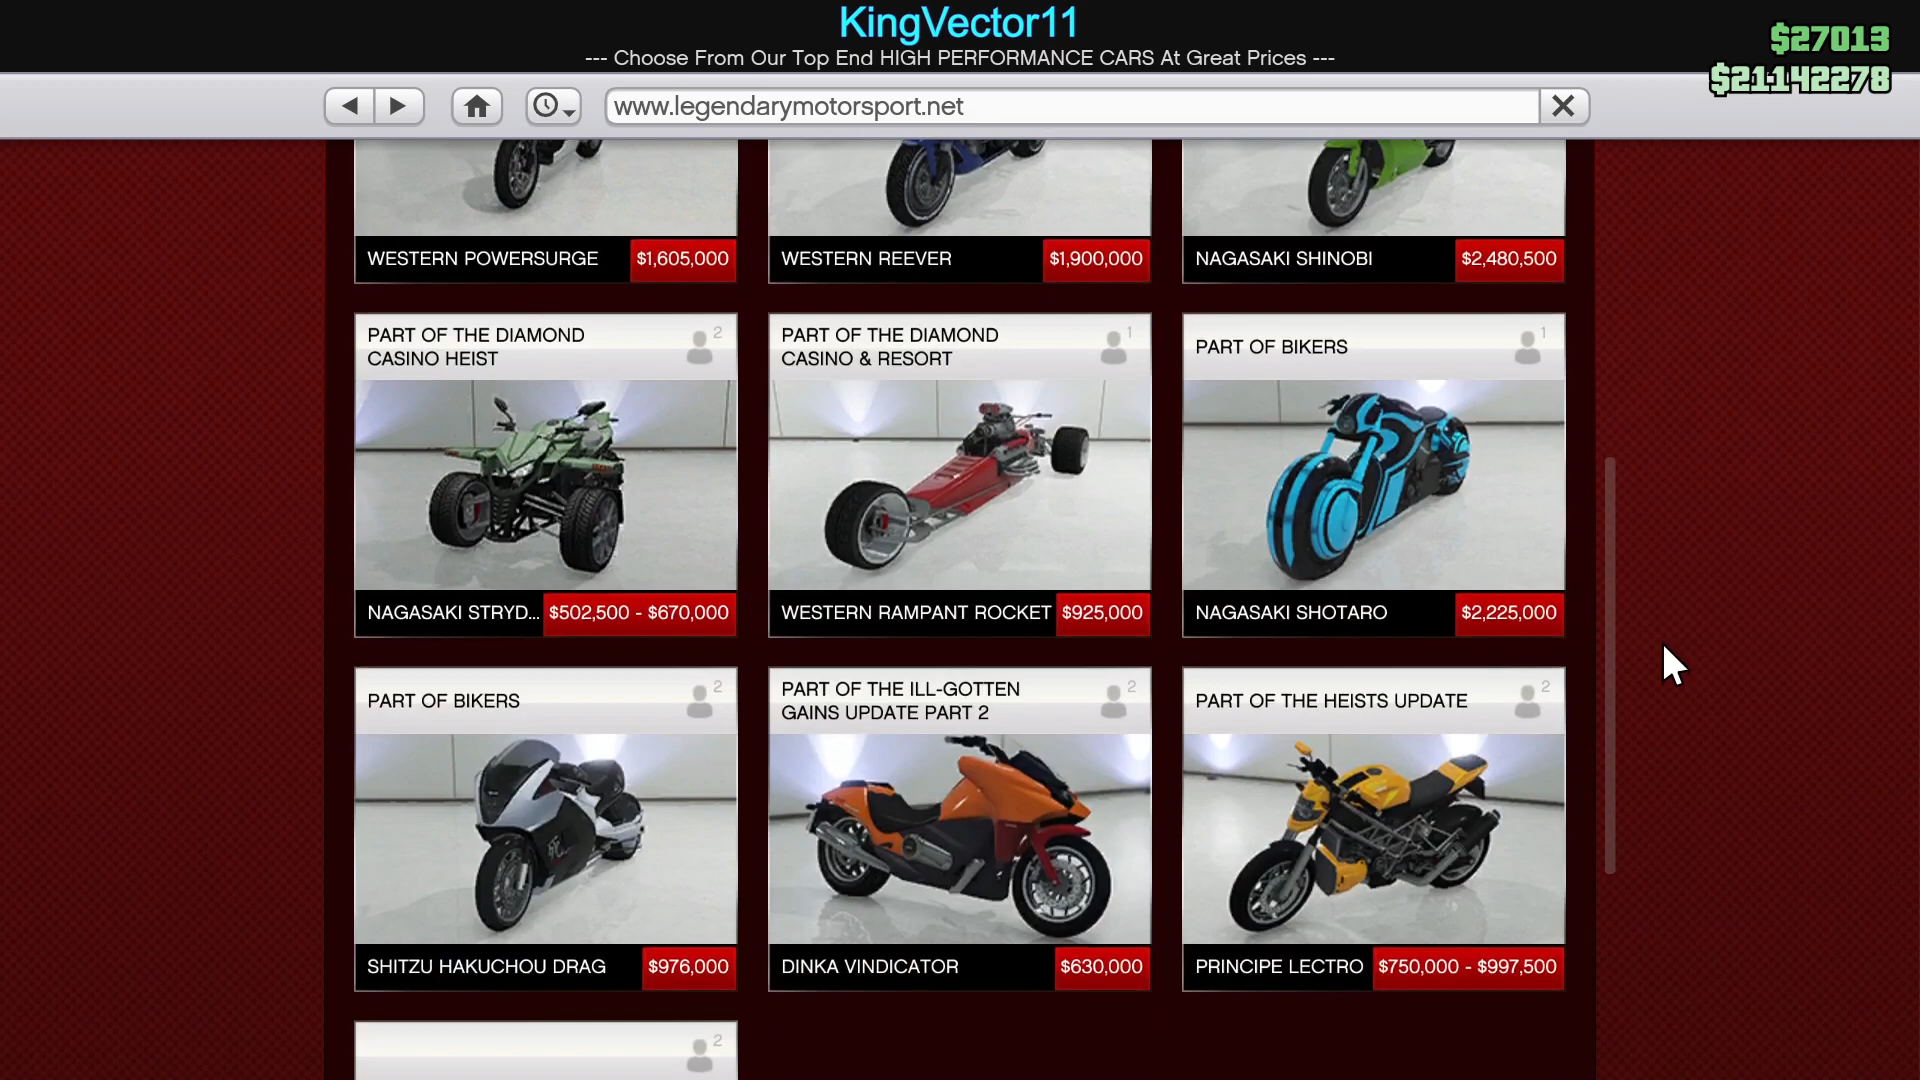 KingVector11
--- Choose From Our Top End HIGH PERFORMANCE CARS At Great Prices ---
$27013
$21142278
www.legendarymotorsport.net
WESTERN POWERSURGE $1,605,000
WESTERN REEVER $1,900,000
NAGASAKI SHINOBI $2,480,500
PART OF THE DIAMOND
CASINO HEIST
2
NAGASAKI STRYD... $502,500 - $670,000
PART OF THE DIAMOND
CASINO & RESORT
1
WESTERN RAMPANT ROCKET $925,000
PART OF BIKERS
1
NAGASAKI SHOTARO $2,225,000
PART OF BIKERS
2
SHITZU HAKUCHOU DRAG $976,000
PART OF THE ILL-GOTTEN
GAINS UPDATE PART 2
2
DINKA VINDICATOR $630,000
PART OF THE HEISTS UPDATE
2
PRINCIPE LECTRO $750,000 - $997,500
2